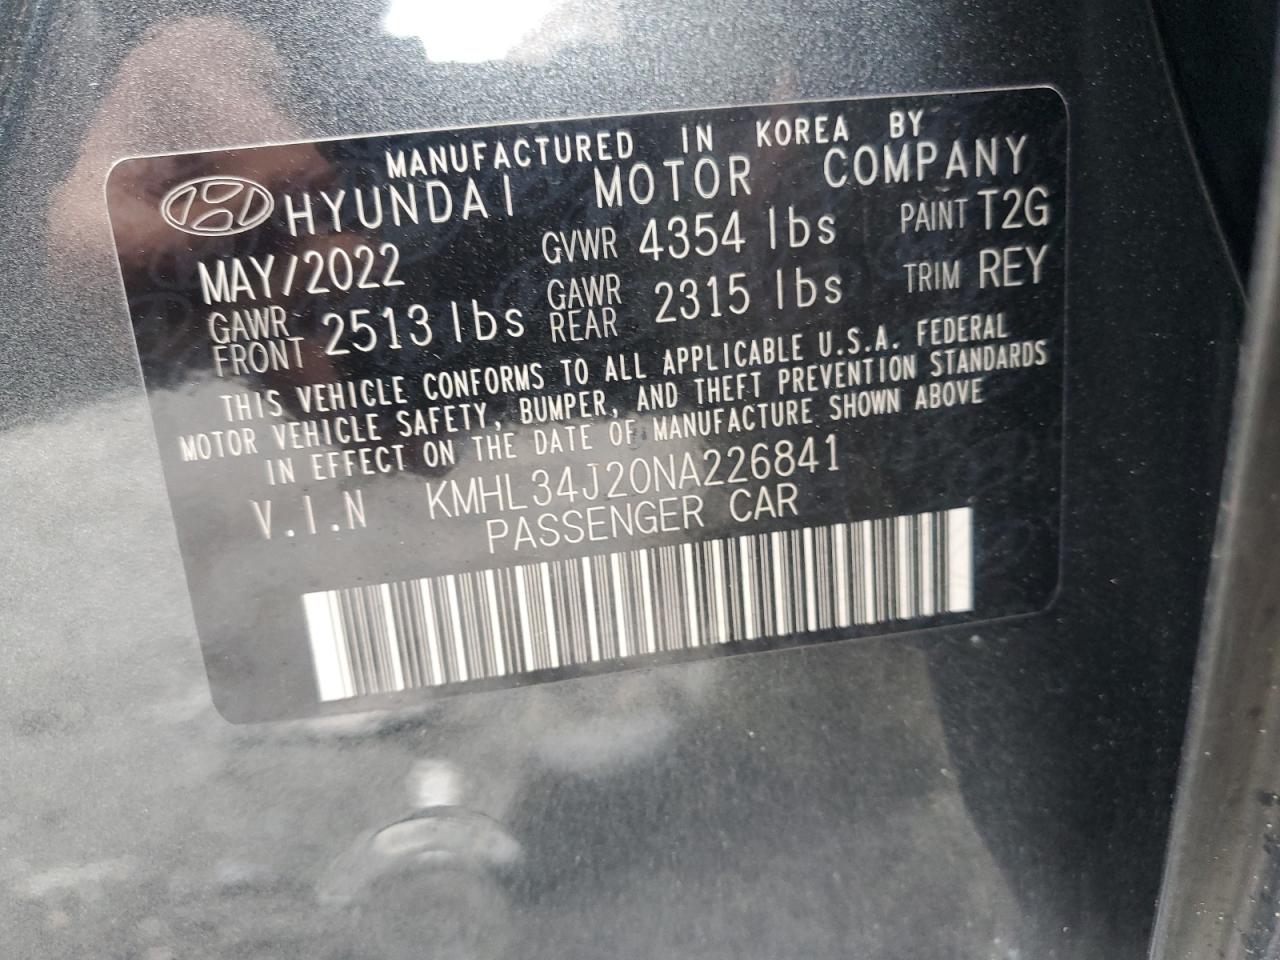 MANUFACTURED IN KOREA BY
HYUNDAI MOTOR COMPANY
MAY/2022 GVWR 4354 lbs PAINT T2G
GAWR FRONT 2513 lbs GAWR REAR 2315 lbs TRIM REY
THIS VEHICLE CONFORMS TO ALL APPLICABLE U.S.A. FEDERAL
MOTOR VEHICLE SAFETY, BUMPER, AND THEFT PREVENTION STANDARDS
IN EFFECT ON THE DATE OF MANUFACTURE SHOWN ABOVE
V.I.N KMHL34J20NA226841
PASSENGER CAR